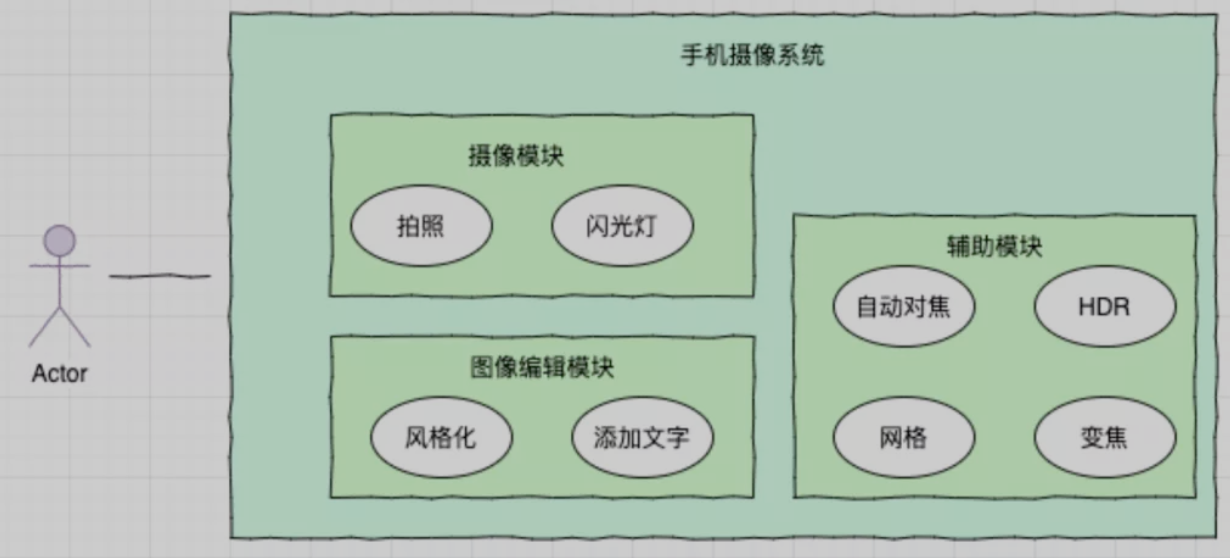 手机摄像系统
摄像模块
拍照
闪光灯
辅助模块
自动对焦
HDR
网格
变焦
图像编辑模块
风格化
添加文字
Actor